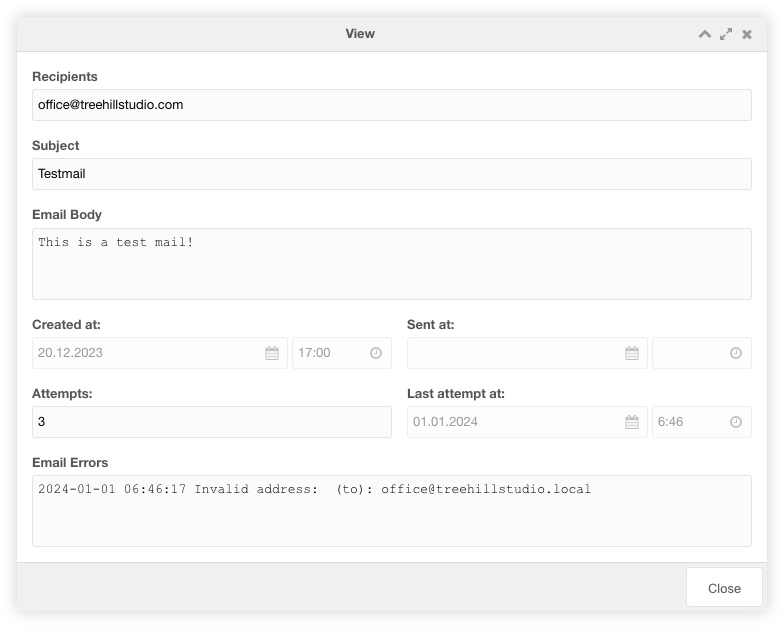 View
Recipients
office@treehillstudio.com
Subject
Testmail
Email Body
This is a test mail!
Created at:
Sent at:
20.12.2023
17:00
Attempts:
Last attempt at:
3
01.01.2024
6:46
Email Errors
2024-01-01 06:46:17 Invalid address:  (to): office@treehillstudio.local
Close